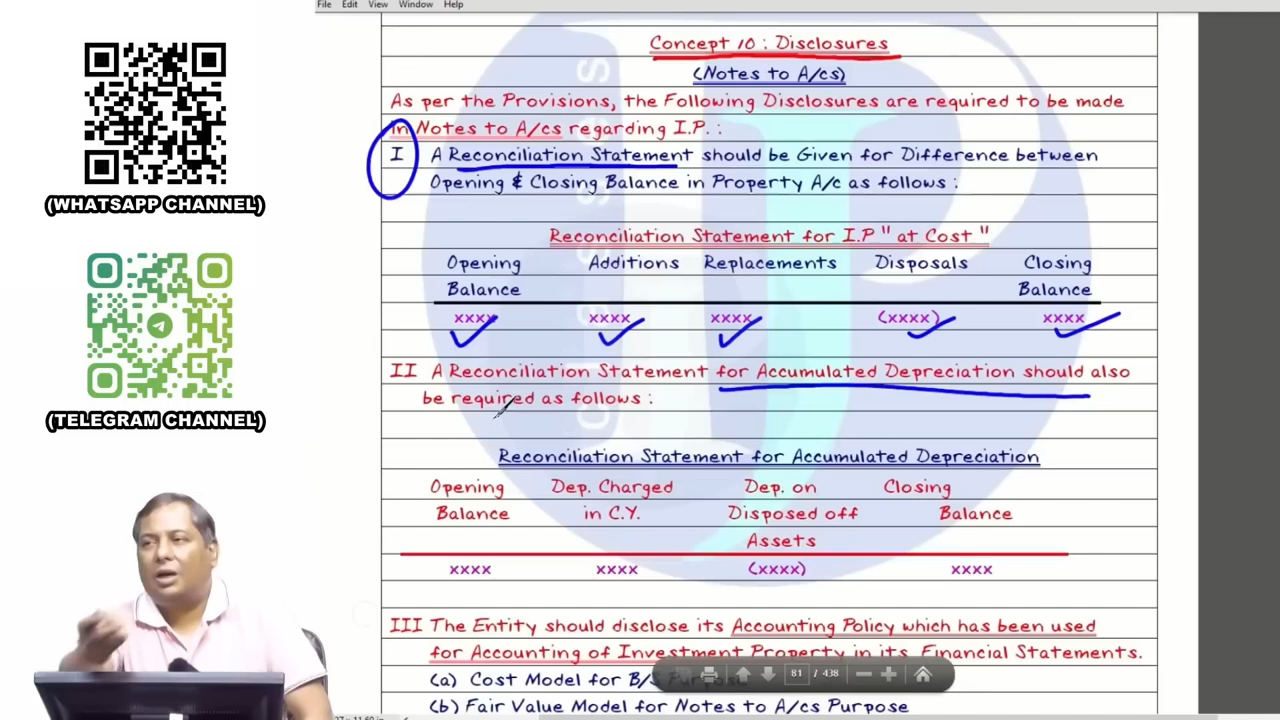 File Edit View Window Help
(WHATSAPP CHANNEL)
(TELEGRAM CHANNEL)
Concept 10 : Disclosures
(Notes to A/cs)
As per the Provisions, the Following Disclosures are required to be made
in Notes to A/cs regarding I.P. :
I A Reconciliation Statement should be Given for Difference between
Opening & Closing Balance in Property A/c as follows :
Reconciliation Statement for I.P " at Cost "
Opening Additions Replacements Disposals Closing
Balance Balance
xxxx xxxx xxxx (xxxx) xxxx
II A Reconciliation Statement for Accumulated Depreciation should also
be required as follows :
Reconciliation Statement for Accumulated Depreciation
Opening Dep. Charged Dep. on Closing
Balance in C.Y. Disposed off Balance
Assets
xxxx xxxx (xxxx) xxxx
III The Entity should disclose its Accounting Policy which has been used
for Accounting of Investment Property in its Financial Statements.
(a) Cost Model for B/S Purpose
81 / 438
(b) Fair Value Model for Notes to A/cs Purpose